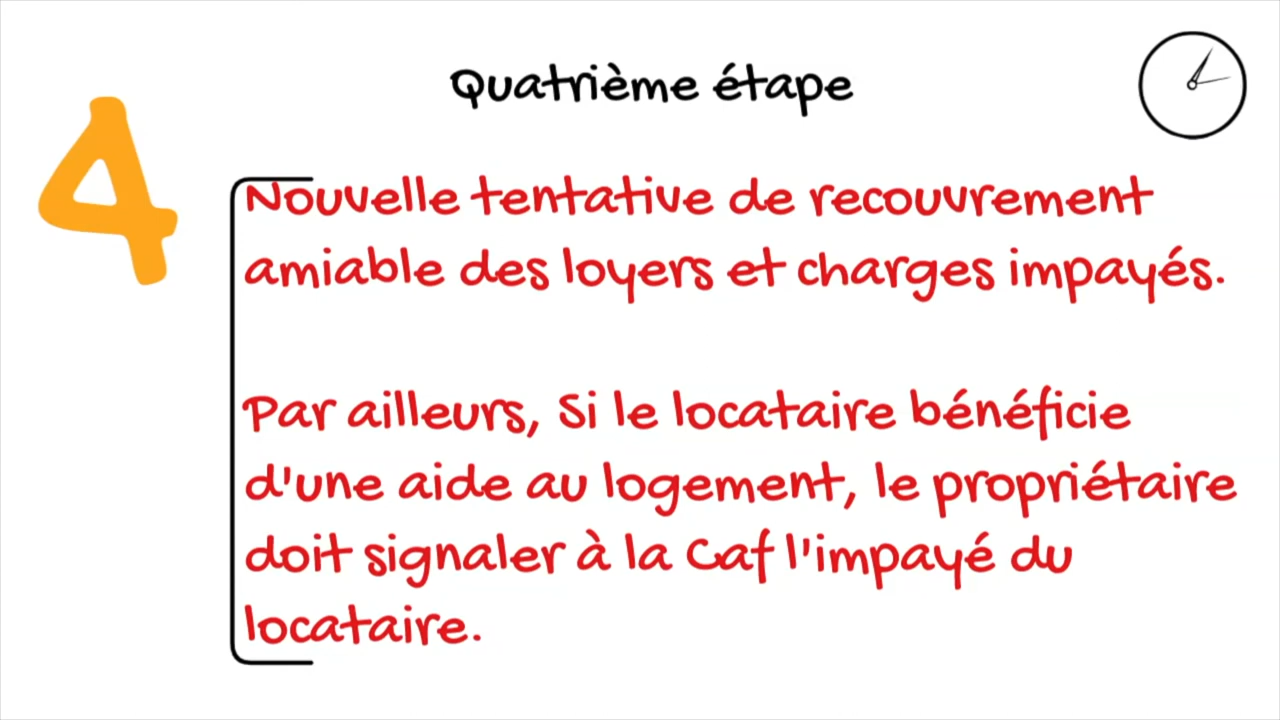 Quatrième étape
4
Nouvelle tentative de recouvrement
amiable des loyers et charges impayés.
Par ailleurs, Si le locataire bénéficie
d'une aide au logement, le propriétaire
doit signaler à la Caf l'impayé du
locataire.